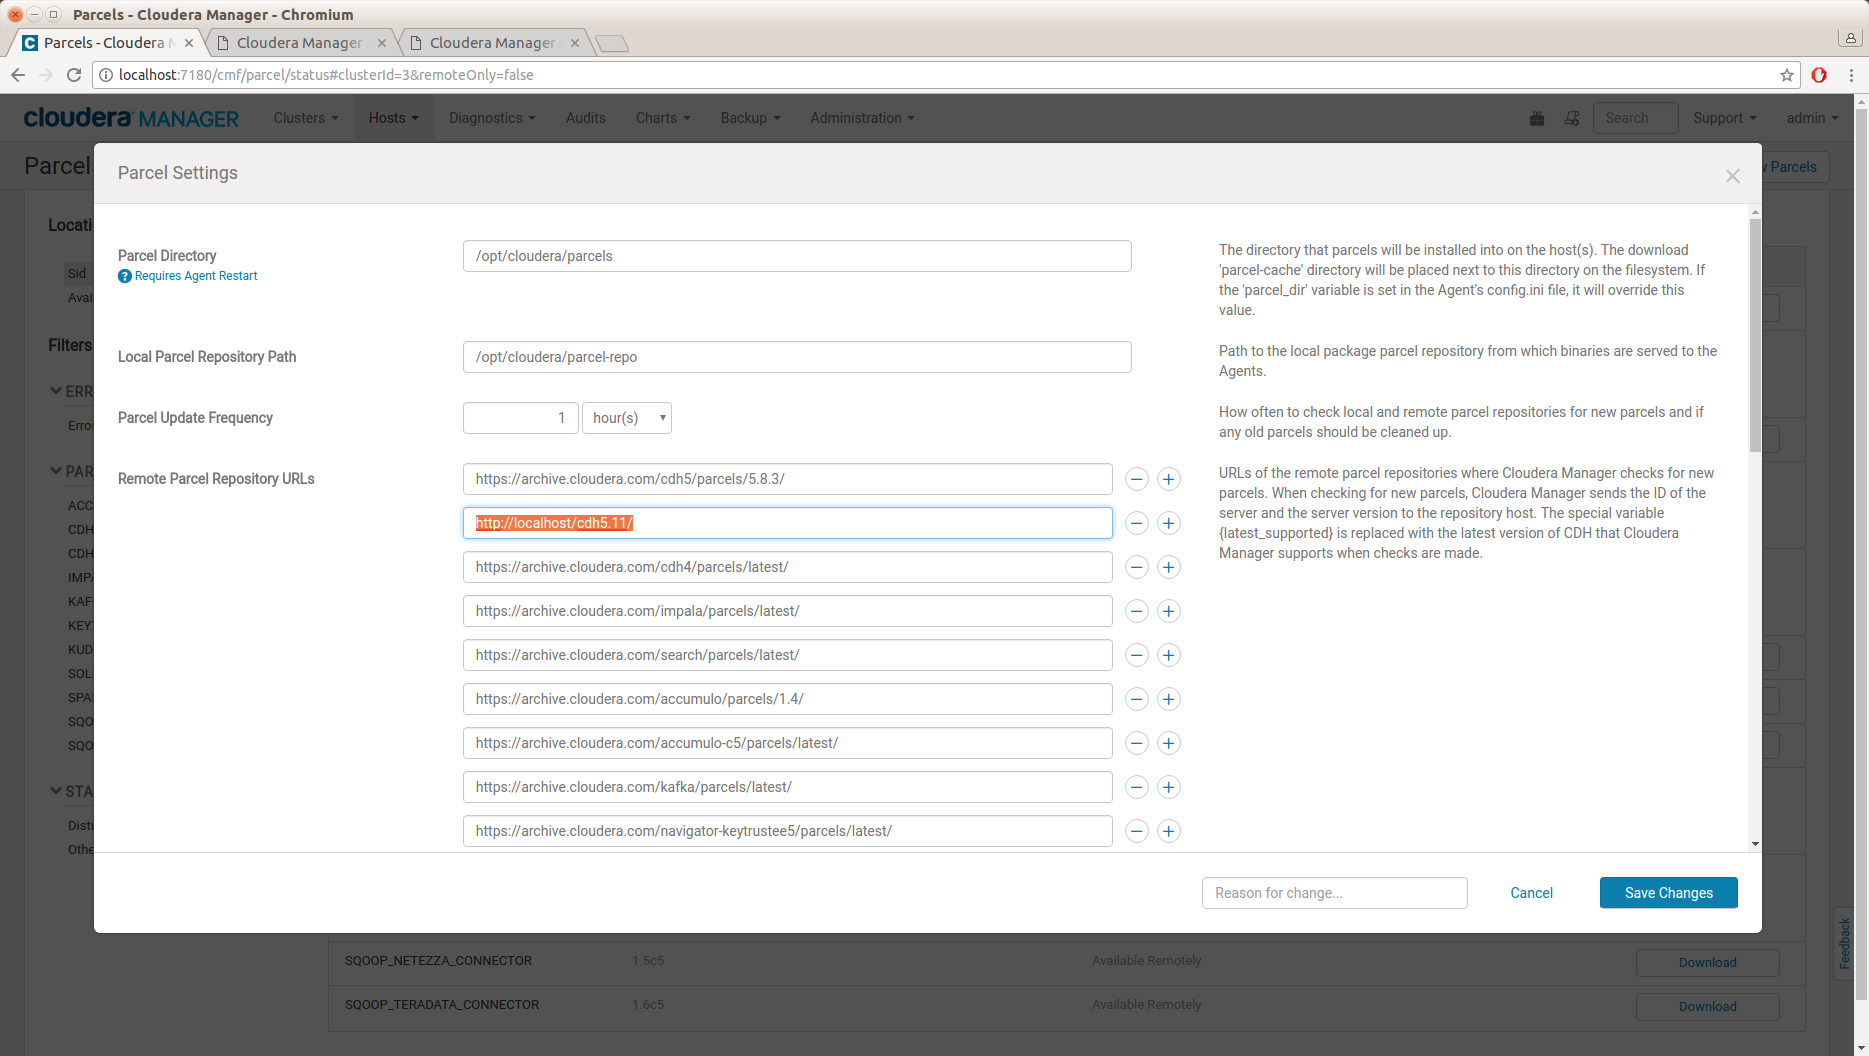 Parcels - Cloudera Manager - Chromium
Parcels - Cloudera M
Cloudera Manager
Cloudera Manager
localhost:7180/cmf/parcel/status#clusterId=3&remoteOnly=false
cloudera MANAGER
Clusters
Hosts
Diagnostics
Audits
Charts
Backup
Administration
Search
Support
admin
Parcel
w Parcels
Parcel Settings
Locati
Sid
Avai
Filters
ERR
Erro
PAR
ACC
CDH
CDH
IMPA
KAF
KEY
KUD
SOL
SPA
SQO
SQO
STA
Distr
Othe
Parcel Directory
Requires Agent Restart
/opt/cloudera/parcels
The directory that parcels will be installed into on the host(s). The download
'parcel-cache' directory will be placed next to this directory on the filesystem. If
the 'parcel_dir' variable is set in the Agent's config.ini file, it will override this
value.
Local Parcel Repository Path
/opt/cloudera/parcel-repo
Path to the local package parcel repository from which binaries are served to the
Agents.
Parcel Update Frequency
1
hour(s)
How often to check local and remote parcel repositories for new parcels and if
any old parcels should be cleaned up.
Remote Parcel Repository URLs
https://archive.cloudera.com/cdh5/parcels/5.8.3/
http://localhost/cdh5.11/
https://archive.cloudera.com/cdh4/parcels/latest/
https://archive.cloudera.com/impala/parcels/latest/
https://archive.cloudera.com/search/parcels/latest/
https://archive.cloudera.com/accumulo/parcels/1.4/
https://archive.cloudera.com/accumulo-c5/parcels/latest/
https://archive.cloudera.com/kafka/parcels/latest/
https://archive.cloudera.com/navigator-keytrustee5/parcels/latest/
URLs of the remote parcel repositories where Cloudera Manager checks for new
parcels. When checking for new parcels, Cloudera Manager sends the ID of the
server and the server version to the repository host. The special variable
{latest_supported} is replaced with the latest version of CDH that Cloudera
Manager supports when checks are made.
Reason for change...
Cancel
Save Changes
Feedback
SQOOP_NETEZZA_CONNECTOR
1.5c5
Available Remotely
Download
SQOOP_TERADATA_CONNECTOR
1.6c5
Available Remotely
Download